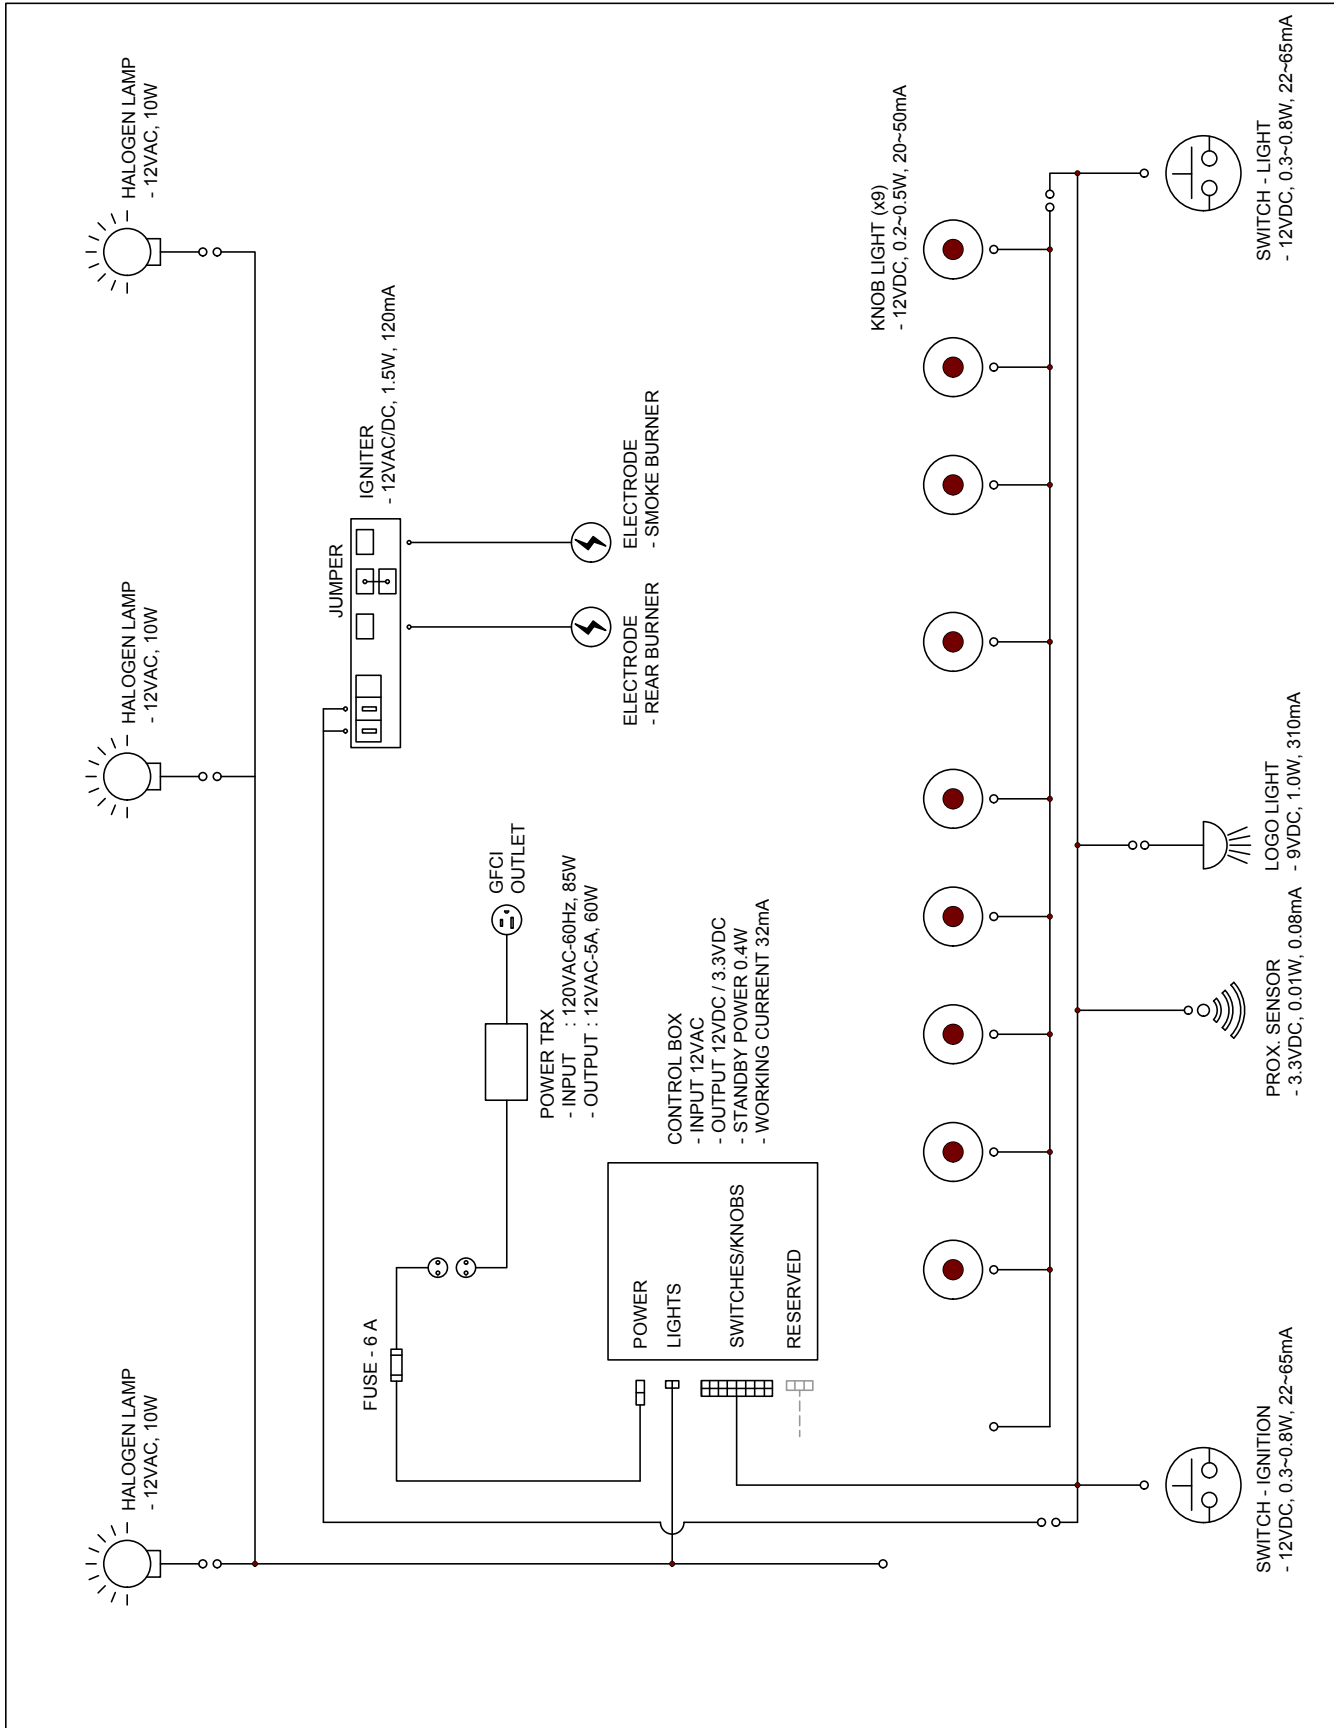 HALOGEN LAMP
- 12VAC, 10W
HALOGEN LAMP
- 12VAC, 10W
HALOGEN LAMP
- 12VAC, 10W
FUSE - 6 A
JUMPER
IGNITER
- 12VAC/DC, 1.5W, 120mA
GFCI
OUTLET
POWER TRX
- INPUT : 120VAC-60Hz, 85W
- OUTPUT : 12VAC-5A, 60W
ELECTRODE
- REAR BURNER
ELECTRODE
- SMOKE BURNER
POWER
LIGHTS
SWITCHES/KNOBS
RESERVED
CONTROL BOX
- INPUT 12VAC
- OUTPUT 12VDC / 3.3VDC
- STANDBY POWER 0.4W
- WORKING CURRENT 32mA
KNOB LIGHT (x9)
- 12VDC, 0.2~0.5W, 20~50mA
SWITCH - IGNITION
- 12VDC, 0.3~0.8W, 22~65mA
PROX. SENSOR
- 3.3VDC, 0.01W, 0.08mA
LOGO LIGHT
- 9VDC, 1.0W, 310mA
SWITCH - LIGHT
- 12VDC, 0.3~0.8W, 22~65mA